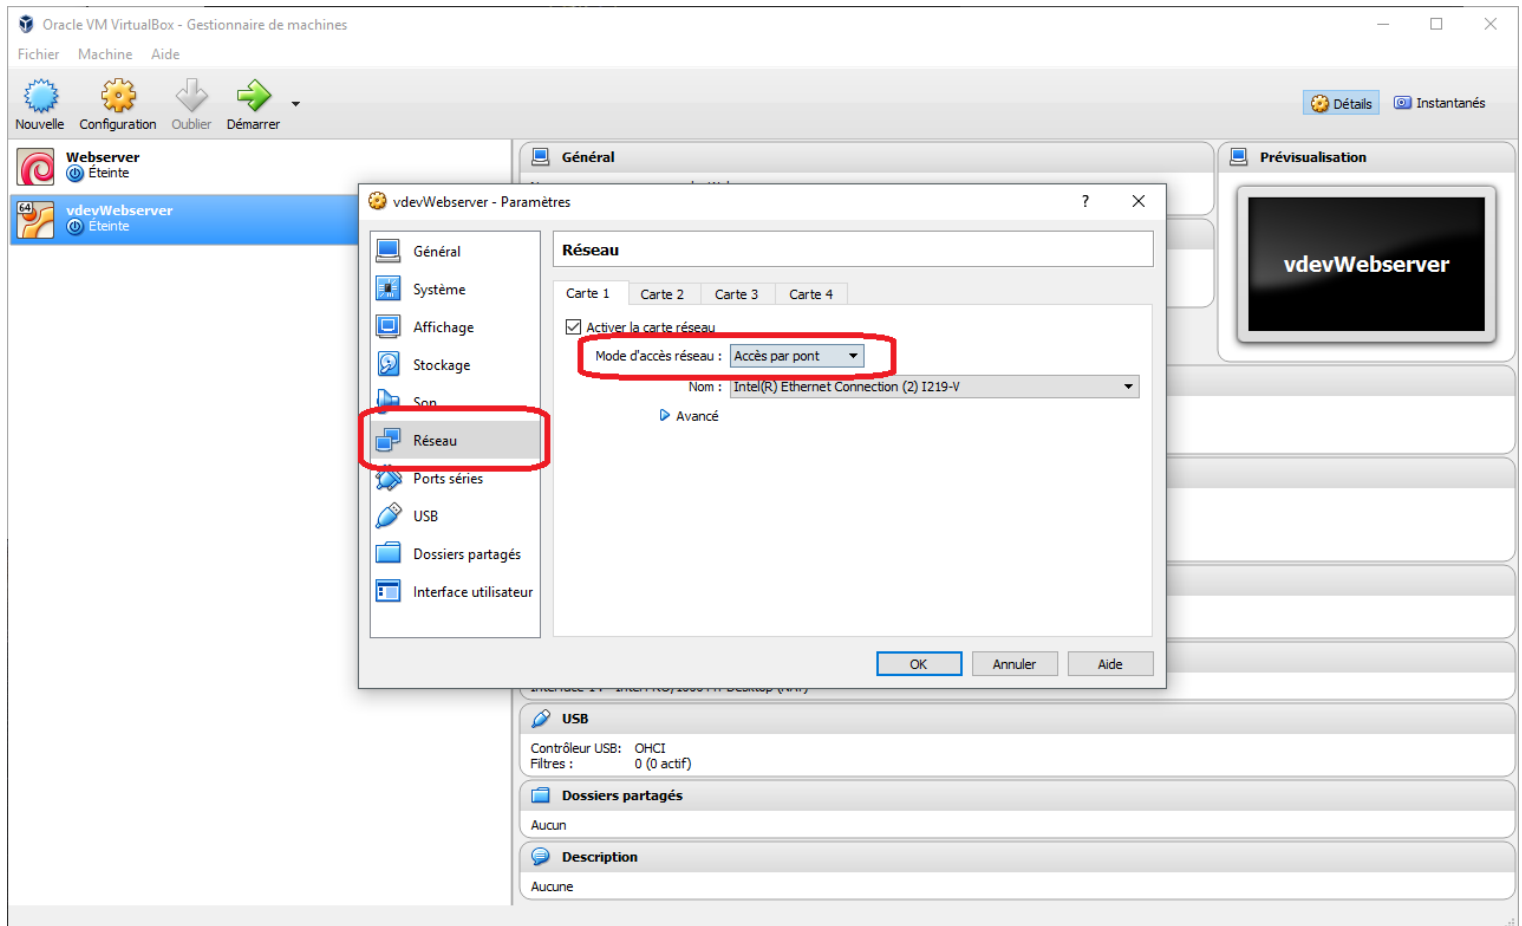 Oracle VM VirtualBox - Gestionnaire de machines
Fichier Machine Aide
Nouvelle Configuration Oublier Démarrer
Détails Instantanés
Webserver
Éteinte
64
vdevWebserver
Éteinte
Général
Prévisualisation
vdevWebserver
vdevWebserver - Paramètres
?
Général
Système
Affichage
Stockage
Son
Réseau
Ports séries
USB
Dossiers partagés
Interface utilisateur
Réseau
Carte 1 Carte 2 Carte 3 Carte 4
Activer la carte réseau
Mode d'accès réseau : Accès par pont
Nom : Intel(R) Ethernet Connection (2) I219-V
Avancé
OK Annuler Aide
USB
Contrôleur USB: OHCI
Filtres : 0 (0 actif)
Dossiers partagés
Aucun
Description
Aucune